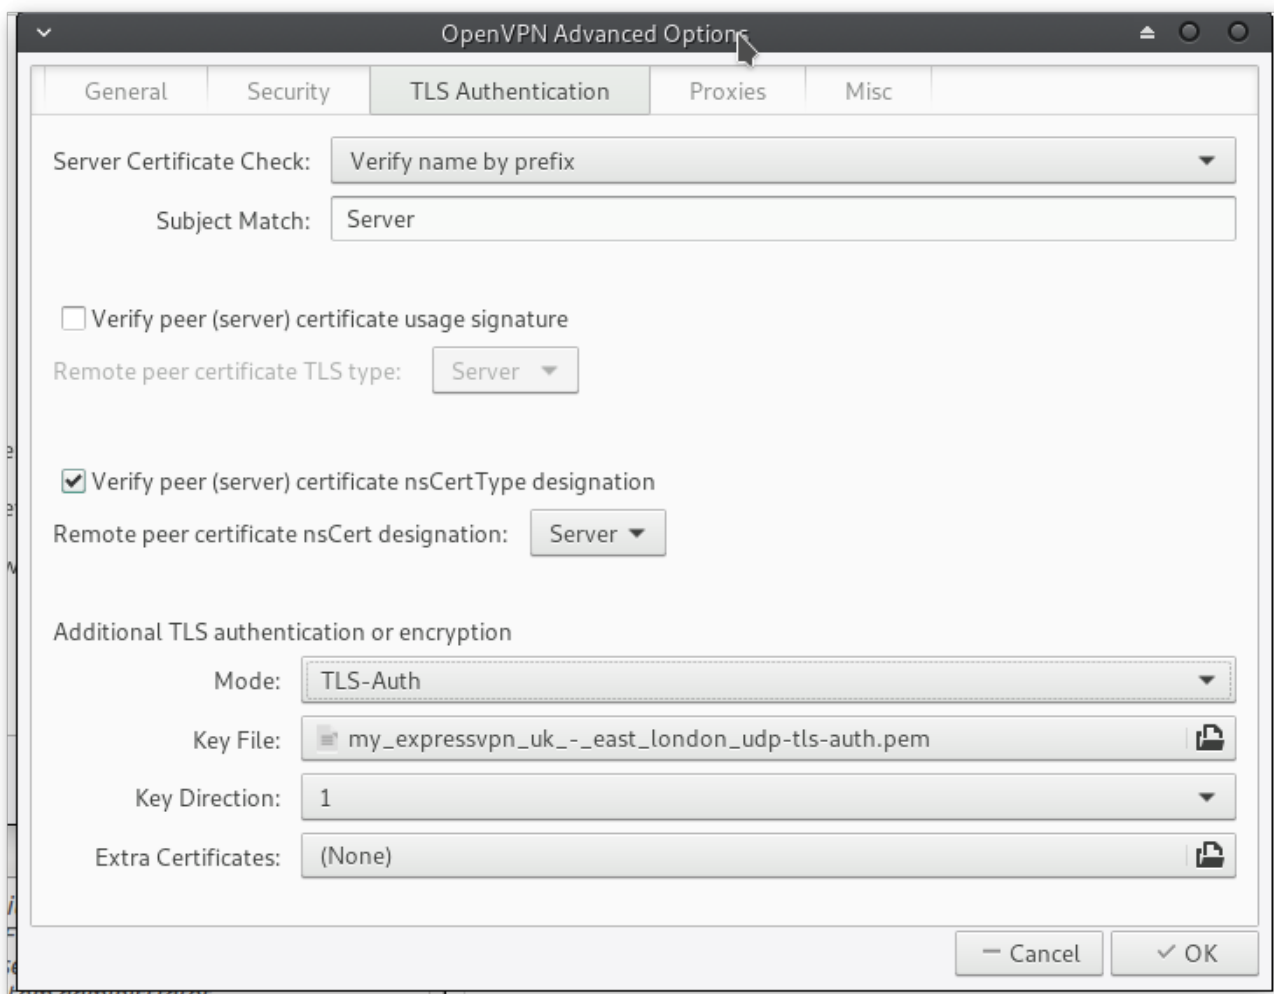 OpenVPN Advanced Options
General Security TLS Authentication Proxies Misc
Server Certificate Check: Verify name by prefix
Subject Match: Server
Verify peer (server) certificate usage signature
Remote peer certificate TLS type: Server
Verify peer (server) certificate nsCertType designation
Remote peer certificate nsCert designation: Server
Additional TLS authentication or encryption
Mode: TLS-Auth
Key File: my_expressvpn_uk_-_east_london_udp-tls-auth.pem
Key Direction: 1
Extra Certificates: (None)
Cancel OK